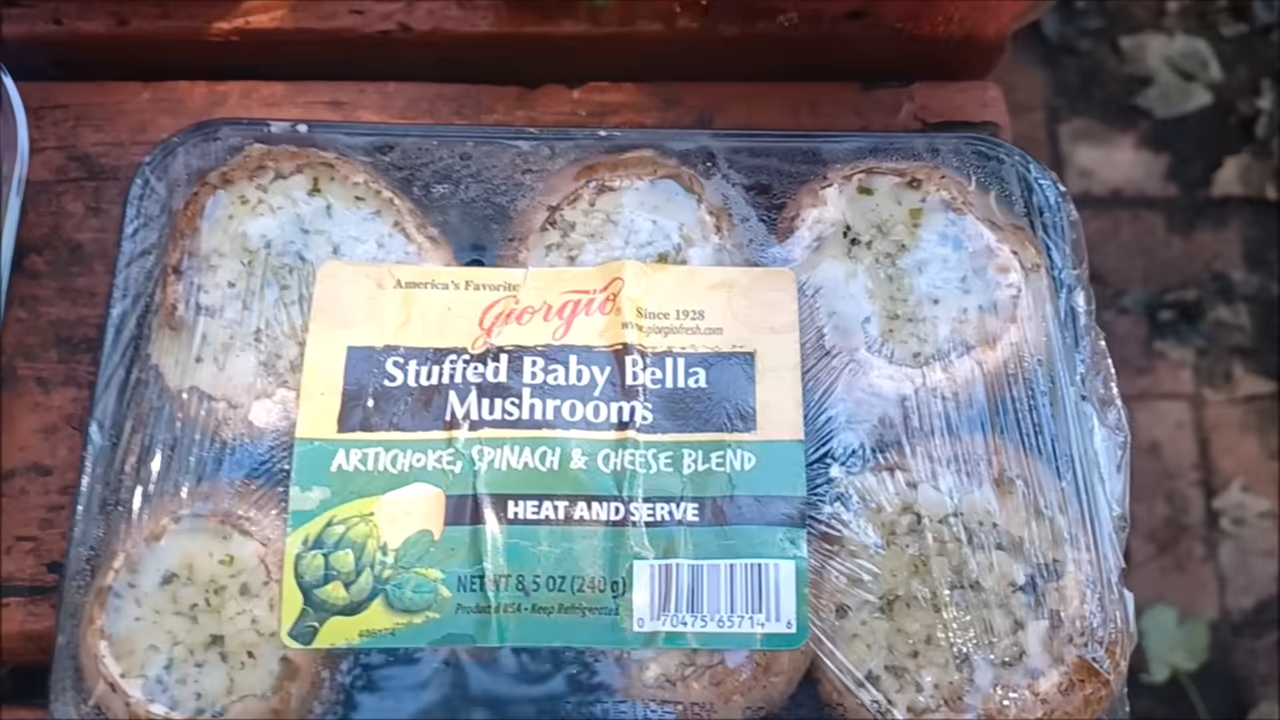 America's Favorite
Giorgio®
Since 1928
www.giorgiofresh.com
Stuffed Baby Bella
Mushrooms
ARTICHOKE, SPINACH & CHEESE BLEND
HEAT AND SERVE
NET WT 8.5 OZ (240 g)
Product of USA • Keep Refrigerated
0 70475 65714 6